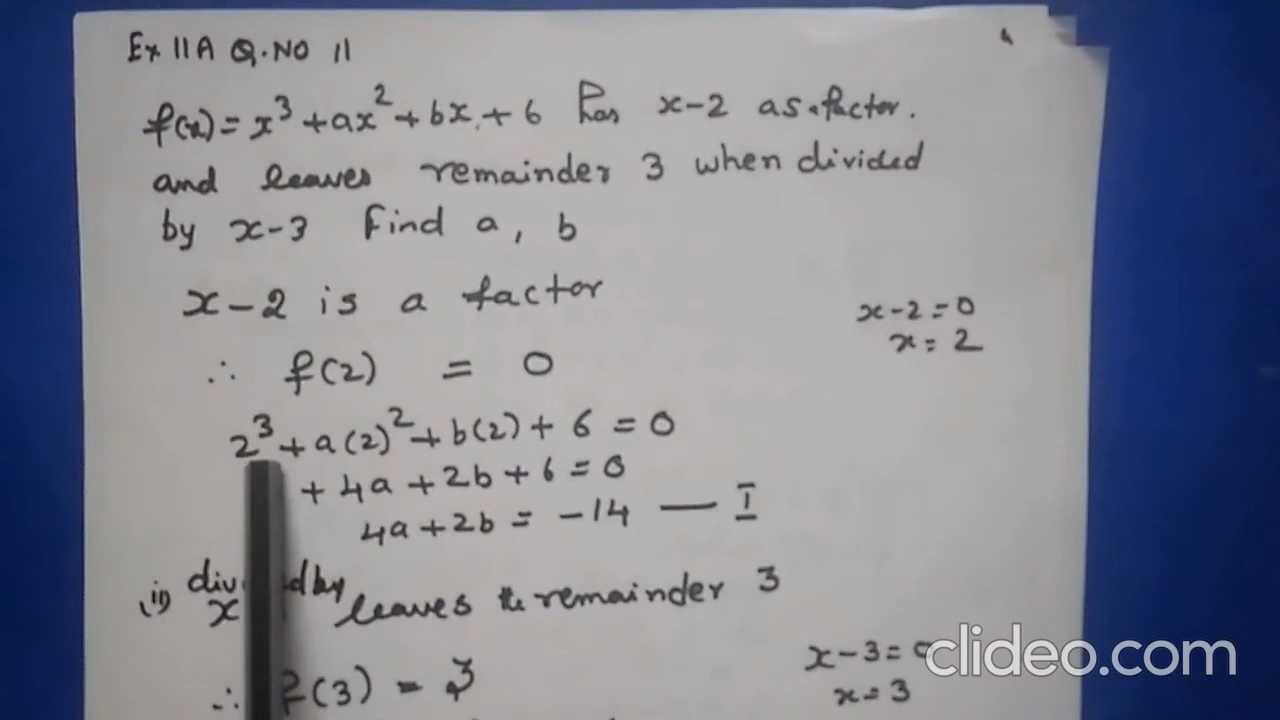 Ex 11A Q.NO 11
f(x) = x³ + ax² + bx + 6 has x-2 as factor.
and leaves remainder 3 when divided
by x-3 Find a, b
x-2 is a factor
x-2=0
x=2
∴ f(2) = 0
2³ + a(2)² + b(2) + 6 = 0
+ 4a + 2b + 6 = 0
4a + 2b = -14 — I
(ii) by
x leaves the remainder 3
x-3=0
x=3
∴ f(3) = 3
clideo.com